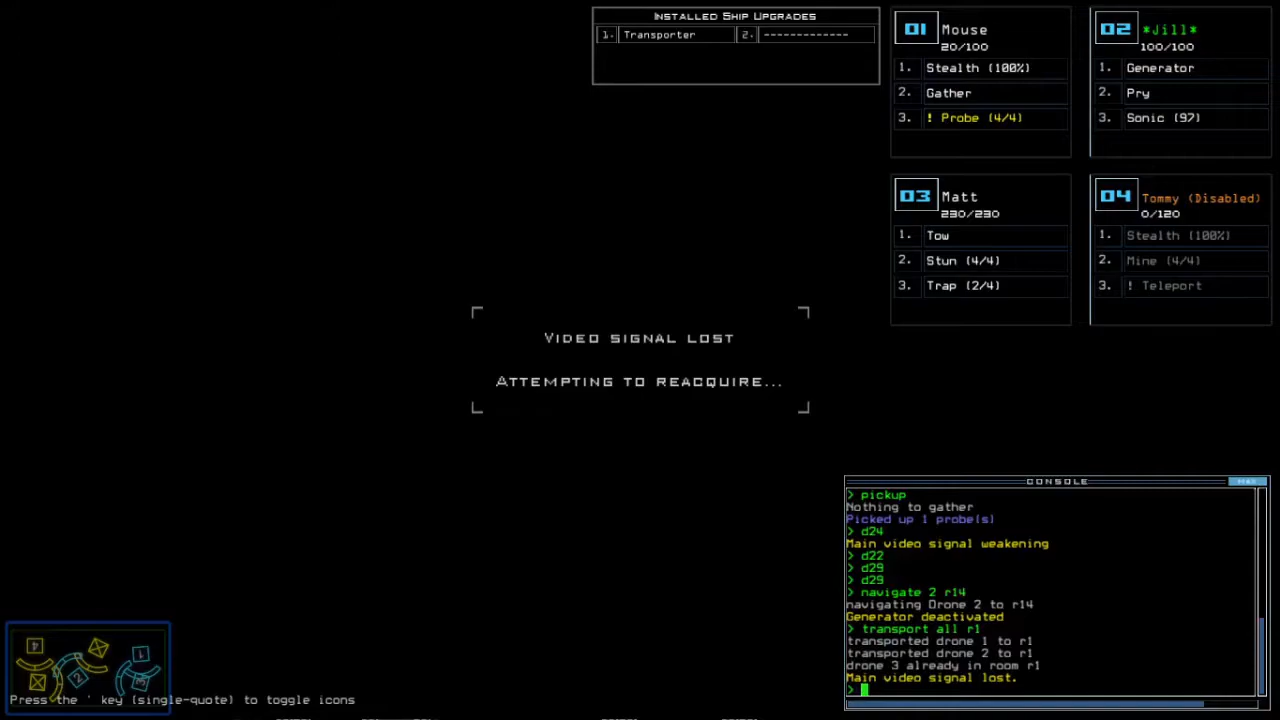 Installed Ship Upgrades
1. Transporter 2. -------------
01 Mouse
20/100
1. Stealth (100%)
2. Gather
3. ! Probe (4/4)
02 *Jill*
100/100
1. Generator
2. Pry
3. Sonic (97)
03 Matt
230/230
1. Tow
2. Stun (4/4)
3. Trap (2/4)
04 Tommy (Disabled)
0/120
1. Stealth (100%)
2. Mine (4/4)
3. ! Teleport
Video signal lost
Attempting to reacquire...
Console
> pickup
Nothing to gather
Picked up 1 probe(s)
> d24
Main video signal weakening
> d22
> d29
> d29
> navigate 2 r14
navigating Drone 2 to r14
Generator deactivated
> transport all r1
transported drone 1 to r1
transported drone 2 to r1
drone 3 already in room r1
Main video signal lost.
>
4
1
2
Press the ' key (single-quote) to toggle icons